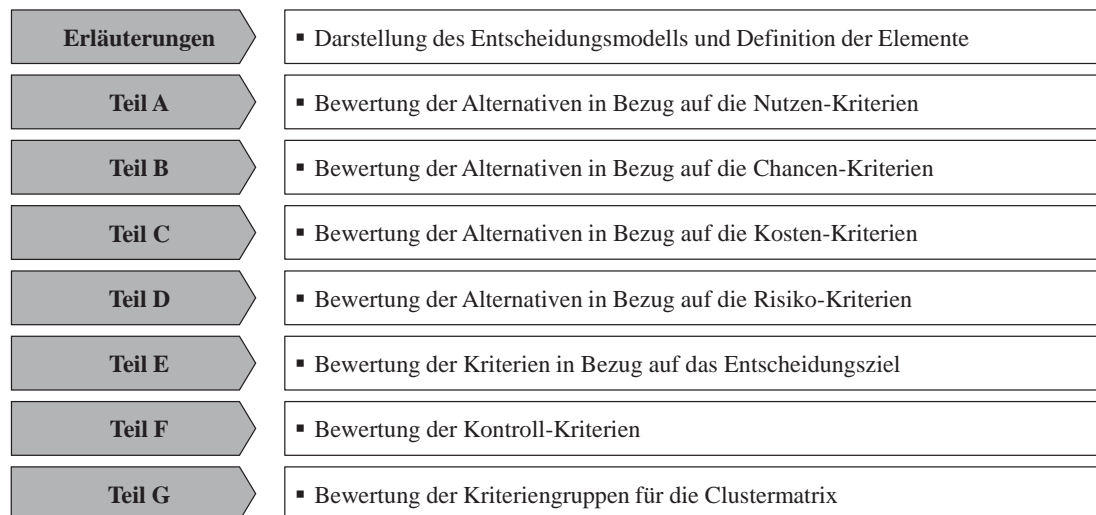 Erläuterungen
▪ Darstellung des Entscheidungsmodells und Definition der Elemente
Teil A
▪ Bewertung der Alternativen in Bezug auf die Nutzen-Kriterien
Teil B
▪ Bewertung der Alternativen in Bezug auf die Chancen-Kriterien
Teil C
▪ Bewertung der Alternativen in Bezug auf die Kosten-Kriterien
Teil D
▪ Bewertung der Alternativen in Bezug auf die Risiko-Kriterien
Teil E
▪ Bewertung der Kriterien in Bezug auf das Entscheidungsziel
Teil F
▪ Bewertung der Kontroll-Kriterien
Teil G
▪ Bewertung der Kriteriengruppen für die Clustermatrix